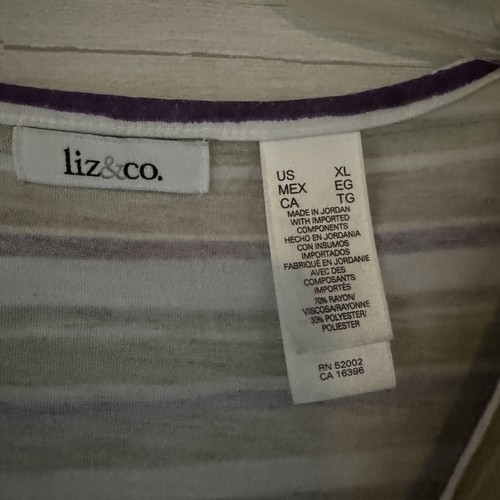 liz&co.
US XL
MEX EG
CA TG
MADE IN JORDAN
WITH IMPORTED
COMPONENTS
HECHO EN JORDANIA
CON INSUMOS
IMPORTADOS
FABRIQUÉ EN JORDANIE
AVEC DES
COMPOSANTS
IMPORTÉS
70% RAYON/
VISCOSA/RAYONNE
30% POLYESTER/
POLIESTER
RN 52002
CA 16396